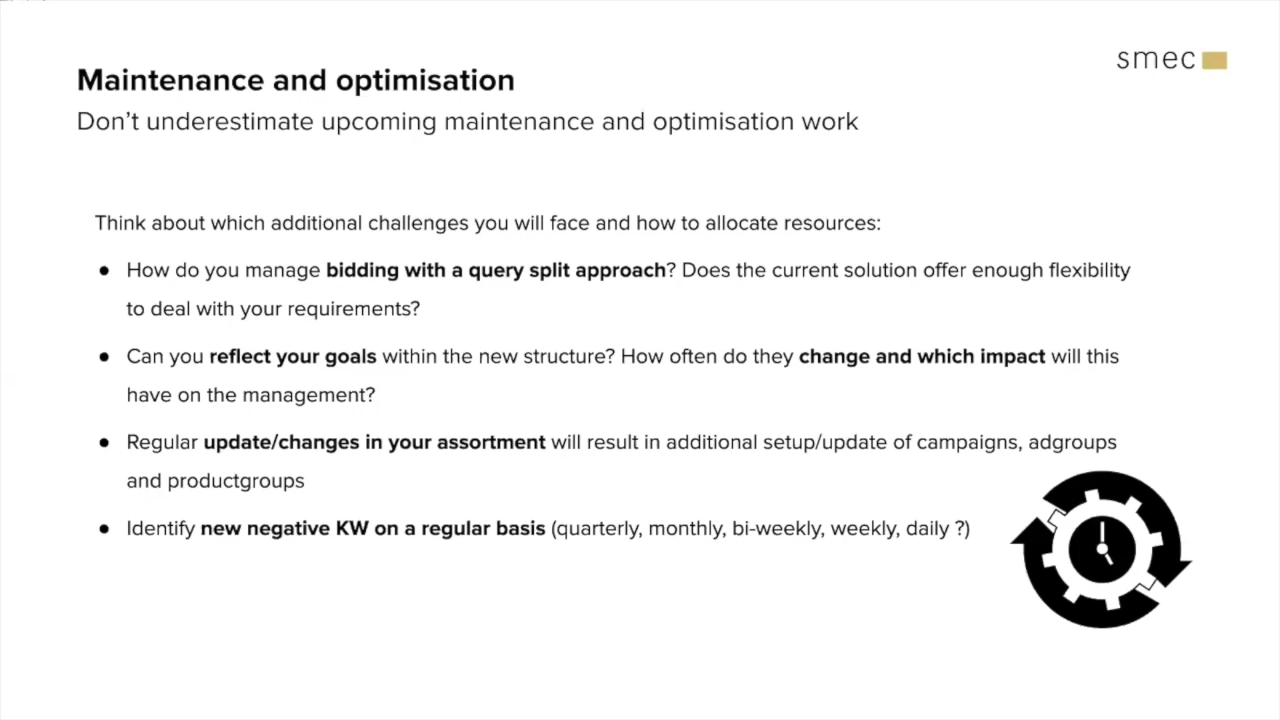 smec
Maintenance and optimisation
Don’t underestimate upcoming maintenance and optimisation work
Think about which additional challenges you will face and how to allocate resources:
● How do you manage bidding with a query split approach? Does the current solution offer enough flexibility
to deal with your requirements?
● Can you reflect your goals within the new structure? How often do they change and which impact will this
have on the management?
● Regular update/changes in your assortment will result in additional setup/update of campaigns, adgroups
and productgroups
● Identify new negative KW on a regular basis (quarterly, monthly, bi-weekly, weekly, daily ?)